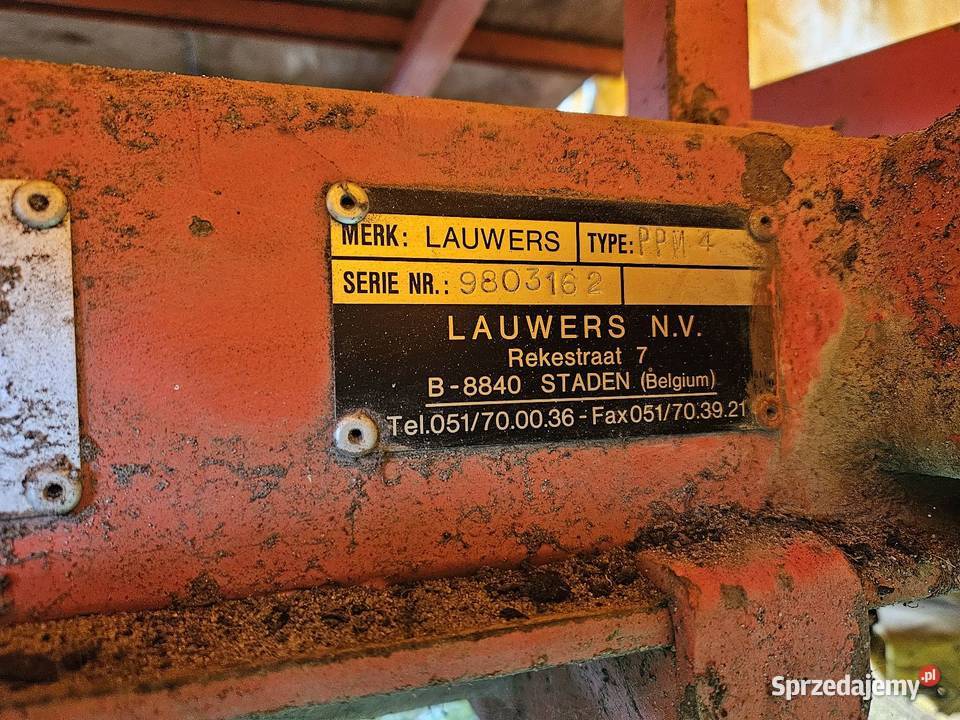 MERK: LAUWERS TYPE: PPM 4
SERIE NR.: 9803162
LAUWERS N.V.
Rekestraat 7
B-8840 STADEN (Belgium)
Tel.051/70.00.36-Fax051/70.39.21
Sprzedajemy.pl